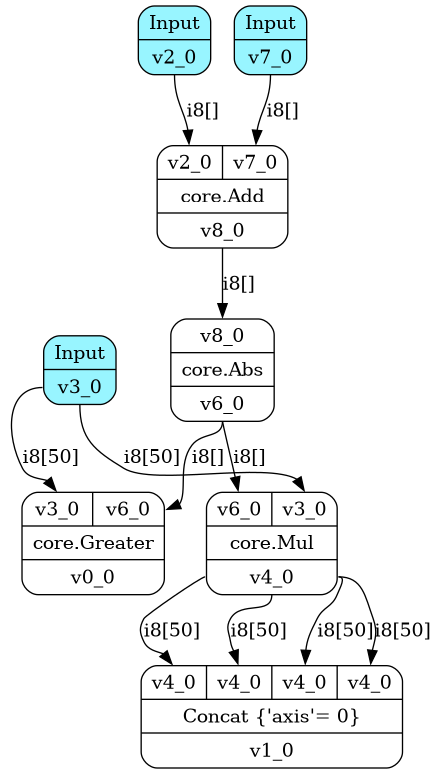 Input
v2_0
Input
v7_0
i8[]
i8[]
v2_0 v7_0
core.Add
v8_0
i8[]
v8_0
core.Abs
v6_0
Input
v3_0
i8[50]
i8[50]
i8[]
i8[]
v3_0 v6_0
core.Greater
v0_0
v6_0 v3_0
core.Mul
v4_0
i8[50]
i8[50]
i8[50]
i8[50]
v4_0 v4_0 v4_0 v4_0
Concat {'axis'= 0}
v1_0